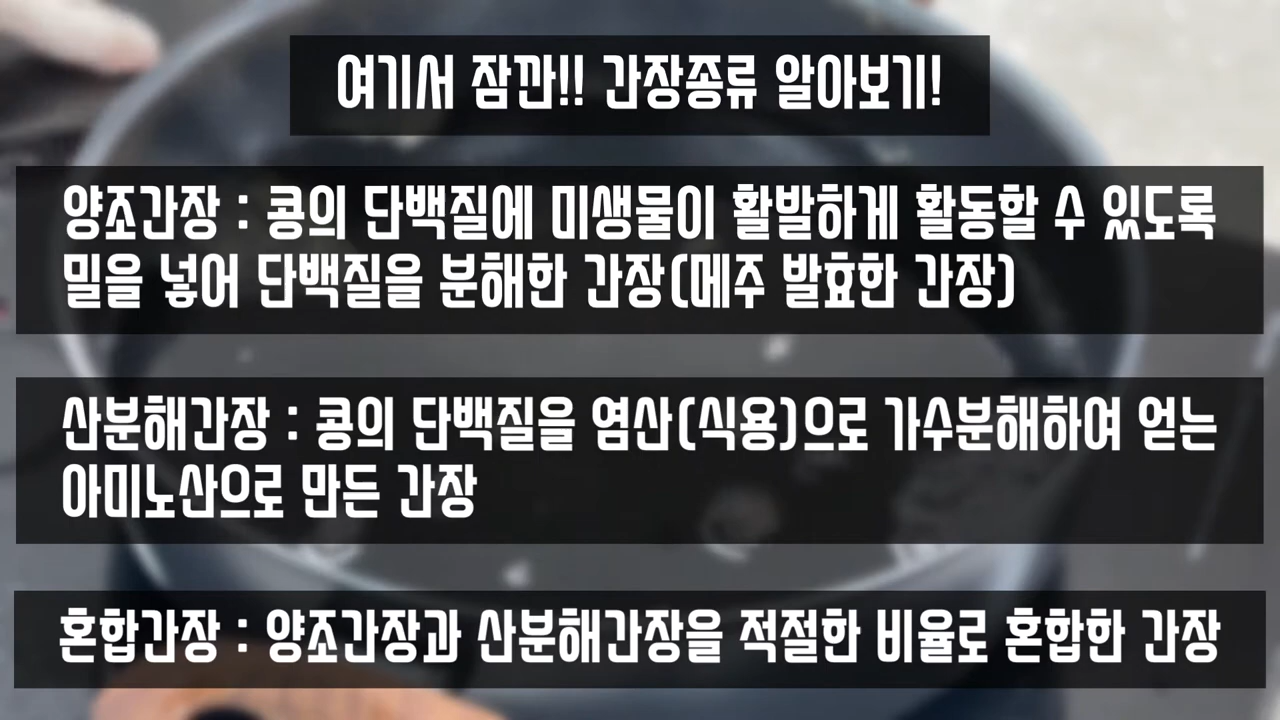 여기서 잠깐!! 간장종류 알아보기!
양조간장 : 콩의 단백질에 미생물이 활발하게 활동할 수 있도록
밀을 넣어 단백질을 분해한 간장(메주 발효한 간장)
산분해간장 : 콩의 단백질을 염산(식용)으로 가수분해하여 얻는
아미노산으로 만든 간장
혼합간장 : 양조간장과 산분해간장을 적절한 비율로 혼합한 간장